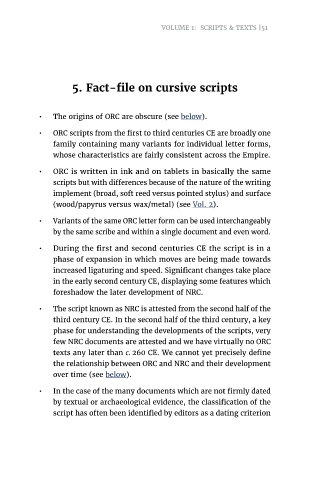 VOLUME 1: SCRIPTS & TEXTS |51
5. Fact-file on cursive scripts
• The origins of ORC are obscure (see below).
• ORC scripts from the first to third centuries CE are broadly one
family containing many variants for individual letter forms,
whose characteristics are fairly consistent across the Empire.
• ORC is written in ink and on tablets in basically the same
scripts but with differences because of the nature of the writing
implement (broad, soft reed versus pointed stylus) and surface
(wood/papyrus versus wax/metal) (see Vol. 2).
• Variants of the same ORC letter form can be used interchangeably
by the same scribe and within a single document and even word.
• During the first and second centuries CE the script is in a
phase of expansion in which moves are being made towards
increased ligaturing and speed. Significant changes take place
in the early second century CE, displaying some features which
foreshadow the later development of NRC.
• The script known as NRC is attested from the second half of the
third century CE. In the second half of the third century, a key
phase for understanding the developments of the scripts, very
few NRC documents are attested and we have virtually no ORC
texts any later than c. 260 CE. We cannot yet precisely define
the relationship between ORC and NRC and their development
over time (see below).
• In the case of the many documents which are not firmly dated
by textual or archaeological evidence, the classification of the
script has often been identified by editors as a dating criterion